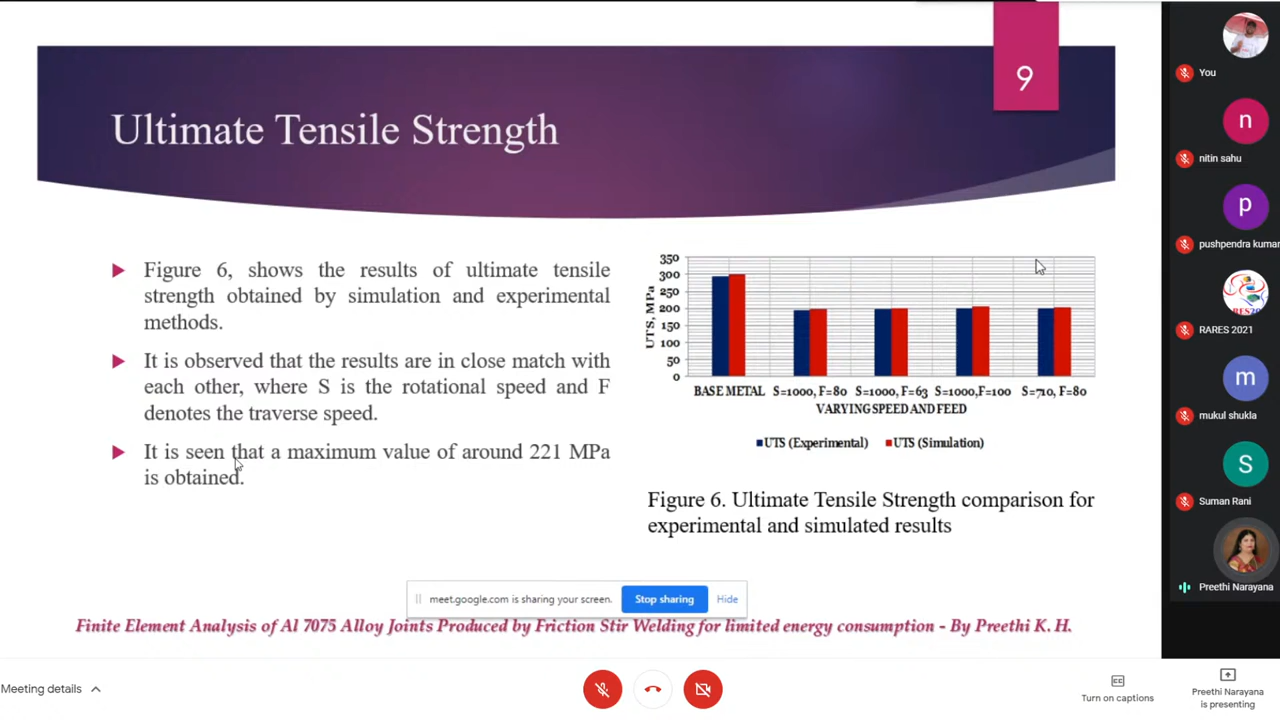 9
Ultimate Tensile Strength
Figure 6, shows the results of ultimate tensile
strength obtained by simulation and experimental
methods.
It is observed that the results are in close match with
each other, where S is the rotational speed and F
denotes the traverse speed.
It is seen that a maximum value of around 221 MPa
is obtained.
UTS, MPa
350
300
250
200
150
100
50
0
BASE METAL S=1000, F=80 S=1000, F=63 S=1000,F=100 S=710, F=80
VARYING SPEED AND FEED
UTS (Experimental) UTS (Simulation)
Figure 6. Ultimate Tensile Strength comparison for
experimental and simulated results
meet.google.com is sharing your screen. Stop sharing Hide
Finite Element Analysis of Al 7075 Alloy Joints Produced by Friction Stir Welding for limited energy consumption - By Preethi K. H.
You
n
nitin sahu
p
pushpendra kumar
RARES 2021
m
mukul shukla
S
Suman Rani
Preethi Narayana
Meeting details
Turn on captions
Preethi Narayana
is presenting